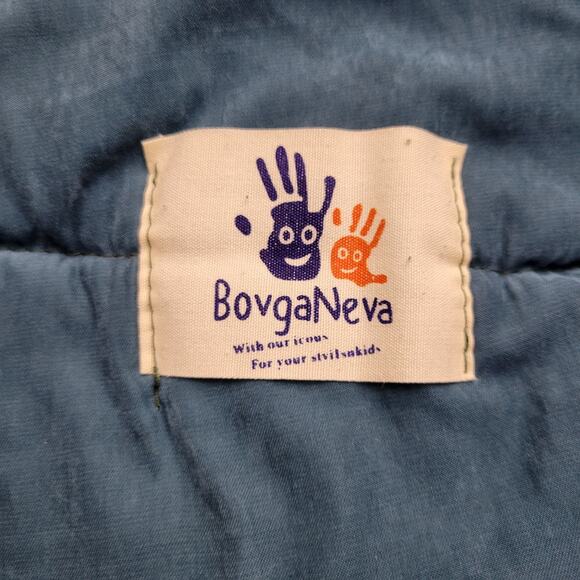 BovgaNeva
With our icous
For your stvilsnkids